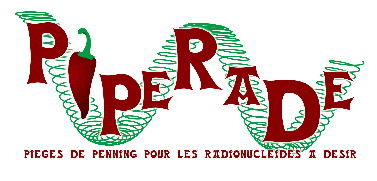 PIPERADE
PIEGES DE PENNING POUR LES RADIONUCLEIDES A DESIR